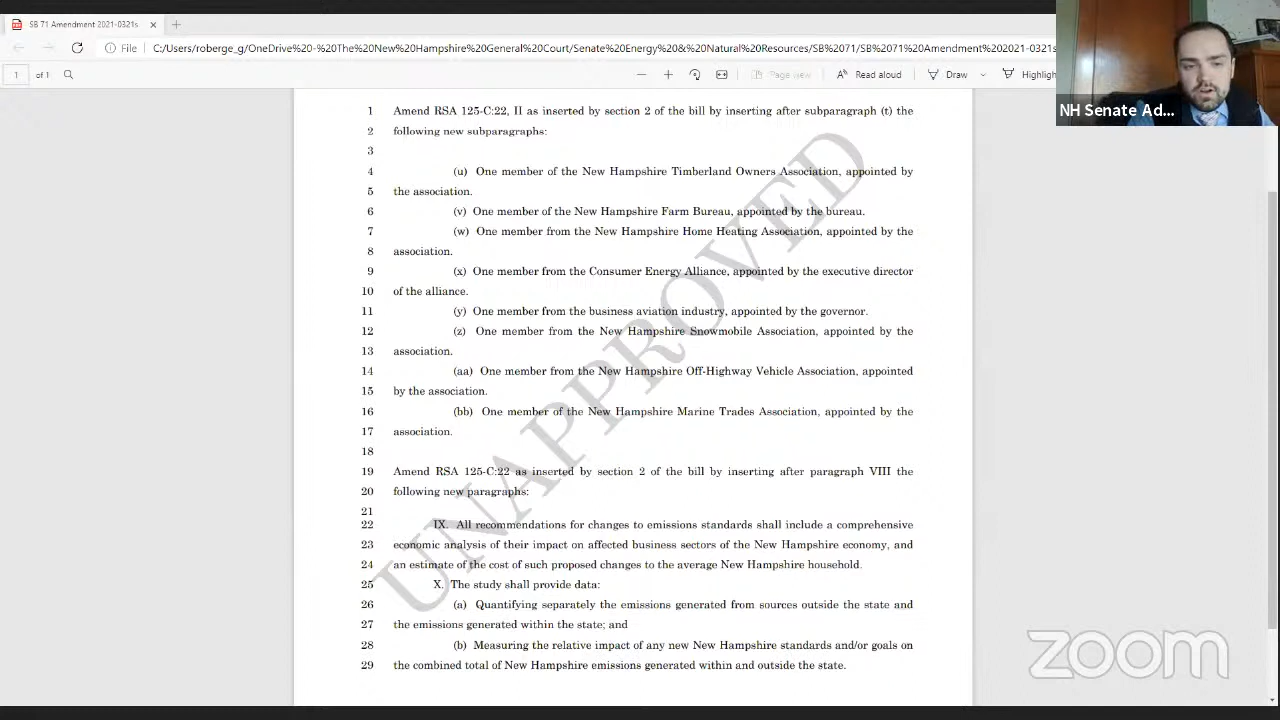 SB 71 Amendment 2021-0321s
File C:/Users/roberge_g/OneDrive%20-%20The%20New%20Hampshire%20General%20Court/Senate%20Energy%20&%20Natural%20Resources/SB%2071/SB%2071%20Amendment%202021-0321s
1 of 1 Page view Read aloud Draw Highligh
NH Senate Ad...
1 Amend RSA 125-C:22, II as inserted by section 2 of the bill by inserting after subparagraph (t) the
2 following new subparagraphs:
3
4 (u) One member of the New Hampshire Timberland Owners Association, appointed by
5 the association.
6 (v) One member of the New Hampshire Farm Bureau, appointed by the bureau.
7 (w) One member from the New Hampshire Home Heating Association, appointed by the
8 association.
9 (x) One member from the Consumer Energy Alliance, appointed by the executive director
10 of the alliance.
11 (y) One member from the business aviation industry, appointed by the governor.
12 (z) One member from the New Hampshire Snowmobile Association, appointed by the
13 association.
14 (aa) One member from the New Hampshire Off-Highway Vehicle Association, appointed
15 by the association.
16 (bb) One member of the New Hampshire Marine Trades Association, appointed by the
17 association.
18
19 Amend RSA 125-C:22 as inserted by section 2 of the bill by inserting after paragraph VIII the
20 following new paragraphs:
21
22 IX. All recommendations for changes to emissions standards shall include a comprehensive
23 economic analysis of their impact on affected business sectors of the New Hampshire economy, and
24 an estimate of the cost of such proposed changes to the average New Hampshire household.
25 X. The study shall provide data:
26 (a) Quantifying separately the emissions generated from sources outside the state and
27 the emissions generated within the state; and
28 (b) Measuring the relative impact of any new New Hampshire standards and/or goals on
29 the combined total of New Hampshire emissions generated within and outside the state.
UNAPPROVED
zoom